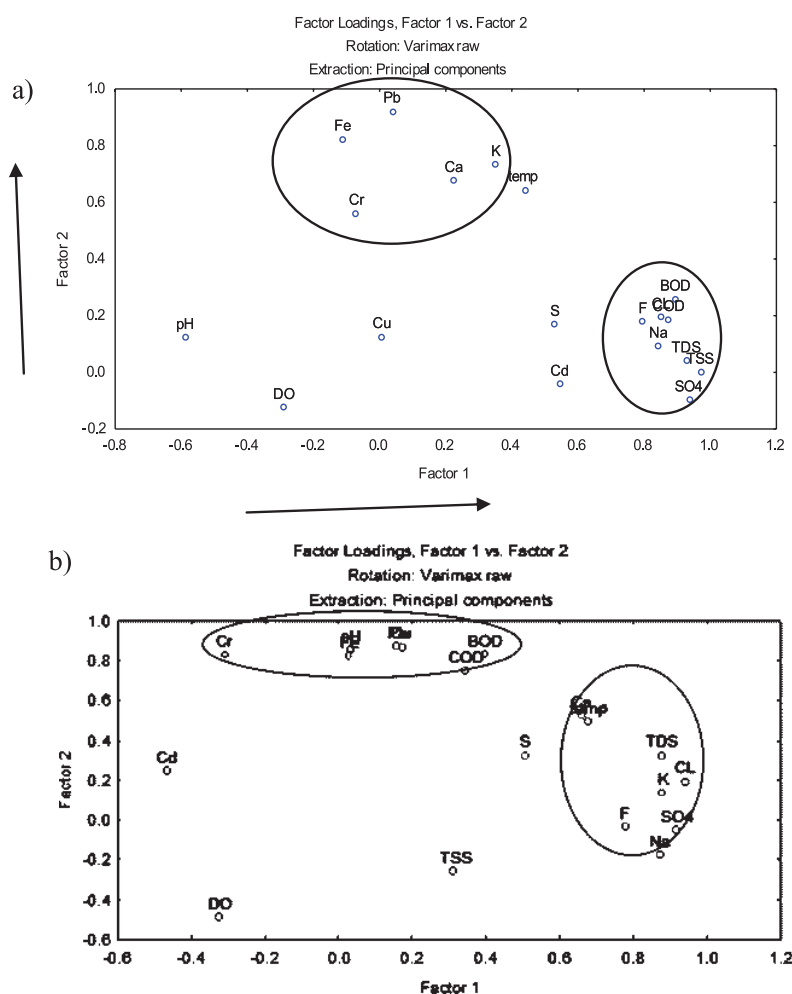 a)
Factor Loadings, Factor 1 vs. Factor 2
Rotation: Varimax raw
Extraction: Principal components
1.0
0.8
0.6
0.4
0.2
0.0
-0.2
Factor 2
Pb
Fe
K
Ca
temp
Cr
BOD
F CL COD
S
pH
Cu
Na
TDS
TSS
Cd
SO4
DO
-0.8 -0.6 -0.4 -0.2 0.0 0.2 0.4 0.6 0.8 1.0 1.2
Factor 1
b)
Factor Loadings, Factor 1 vs. Factor 2
Rotation: Varimax raw
Extraction: Principal components
1.0
0.8
0.6
0.4
0.2
0.0
-0.2
-0.4
-0.6
Factor 2
Cr
pH
BOD
COD
temp
S
TDS
Cd
CL
K
F
SO4
Na
TSS
DO
-0.6 -0.4 -0.2 0.0 0.2 0.4 0.6 0.8 1.0 1.2
Factor 1